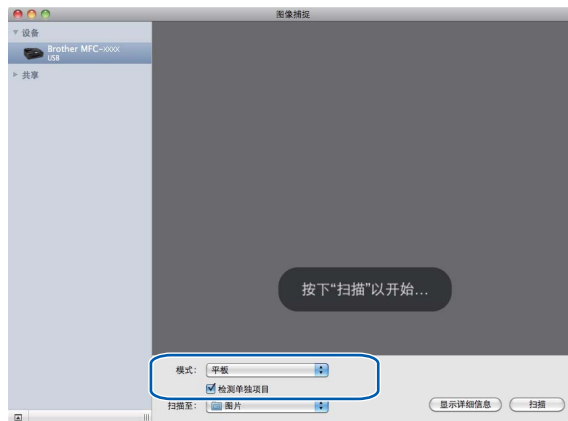 图像捕捉
设备
Brother MFC-xxxx
USB
共享
按下“扫描”以开始...
模式： 平板
检测单独项目
扫描至： 图片
显示详细信息 扫描